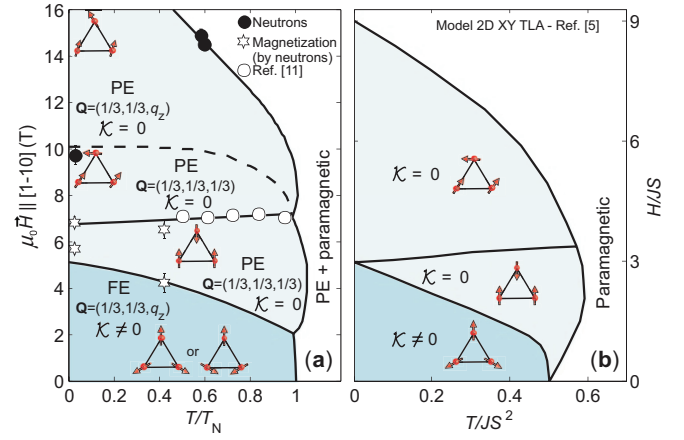 16
14
12
10
8
6
4
2
0
μ₀H⃗ || [1-10] (T)
Neutrons
Magnetization
(by neutrons)
Ref. [11]
PE
Q=(1/3,1/3,q_z)
𝒦 = 0
PE
Q=(1/3,1/3,1/3)
𝒦 = 0
PE
Q=(1/3,1/3,1/3)
𝒦 = 0
FE
Q=(1/3,1/3,q_z)
𝒦 ≠ 0
or
(a)
PE + paramagnetic
0 0.2 0.4 0.6 0.8 1
T/T_N
Model 2D XY TLA - Ref. [5]
𝒦 = 0
𝒦 = 0
𝒦 ≠ 0
(b)
Paramagnetic
9
6
3
0
H/JS
0 0.2 0.4 0.6
T/JS²